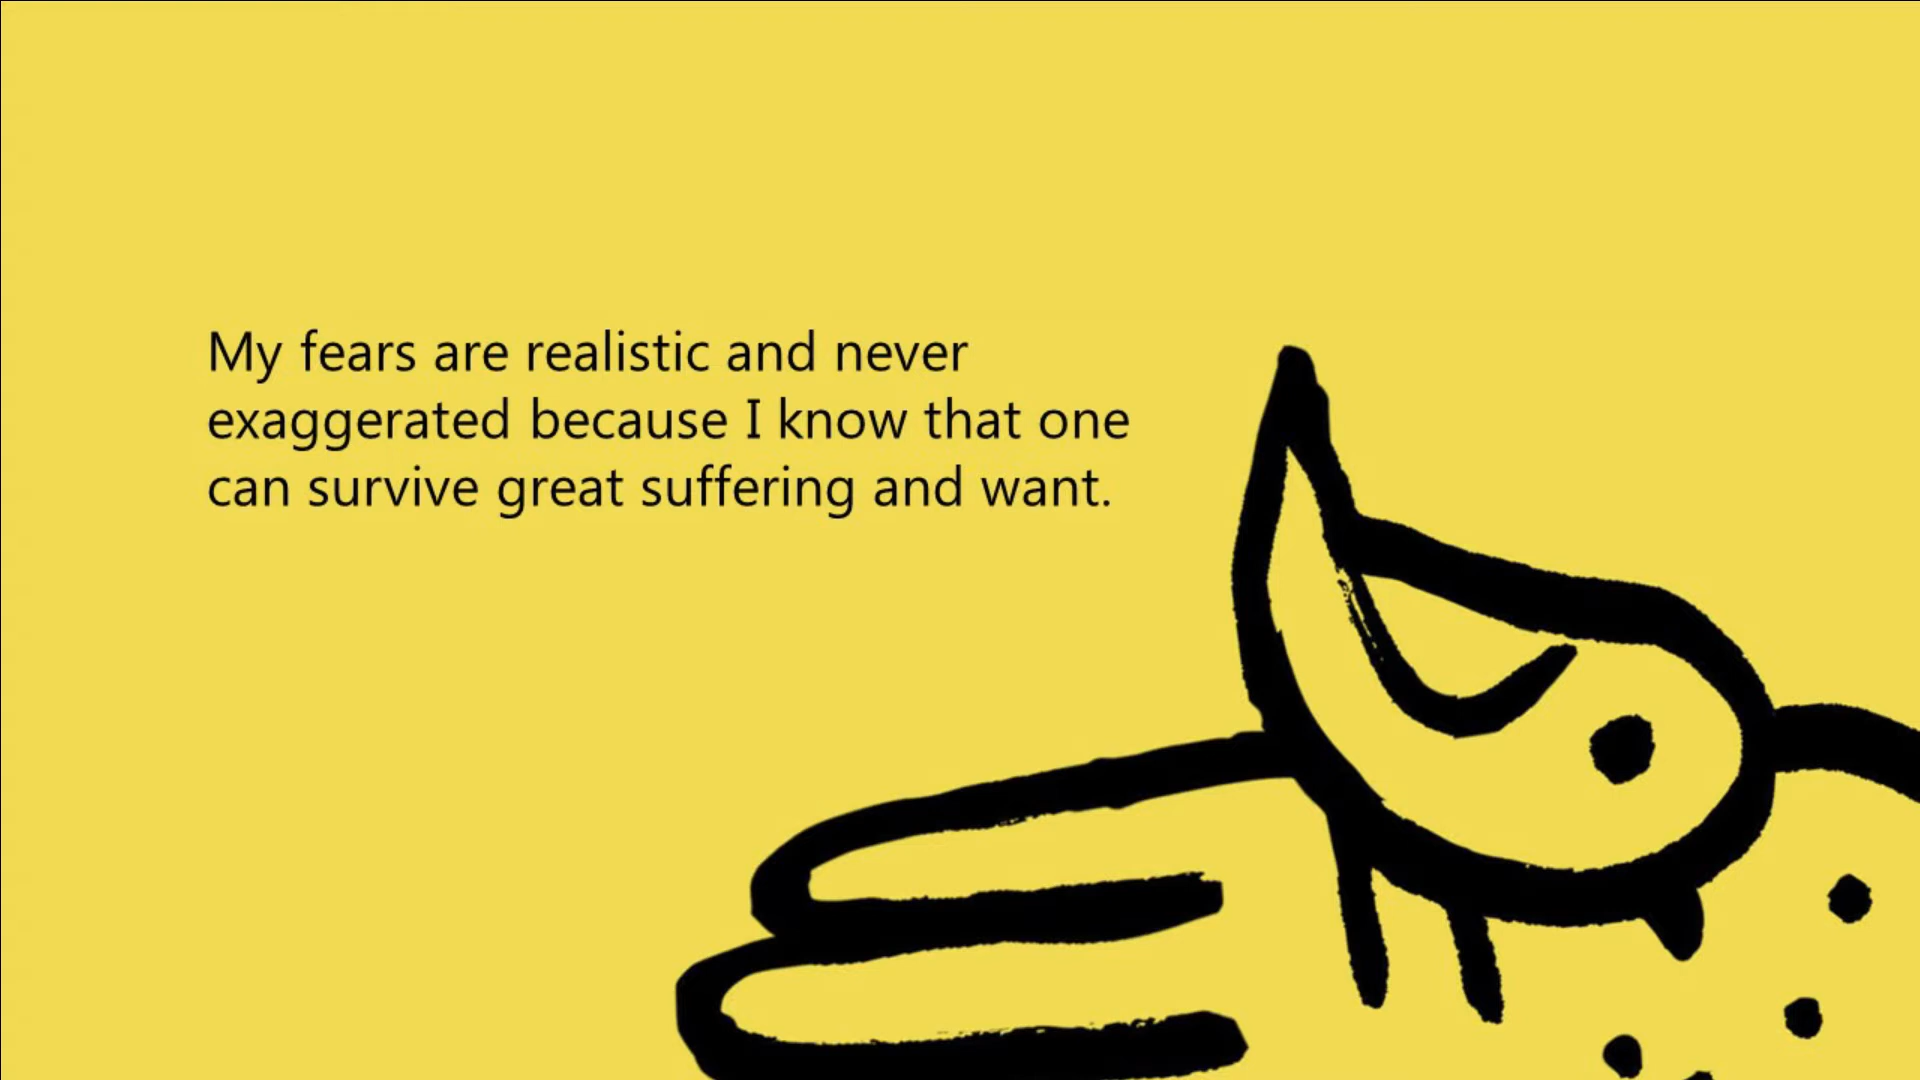 My fears are realistic and never
exaggerated because I know that one
can survive great suffering and want.